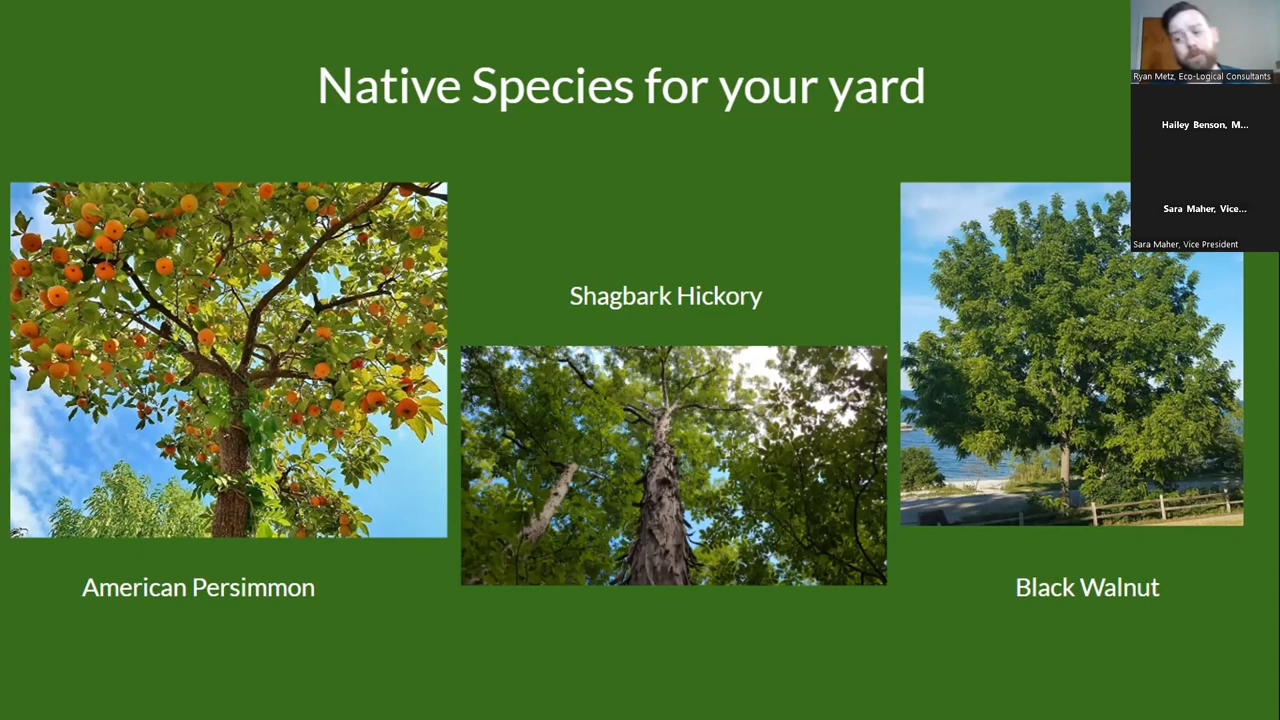 Native Species for your yard
Ryan Metz, Eco-Logical Consultants
Hailey Benson, M...
Sara Maher, Vice...
Sara Maher, Vice President
Shagbark Hickory
American Persimmon
Black Walnut